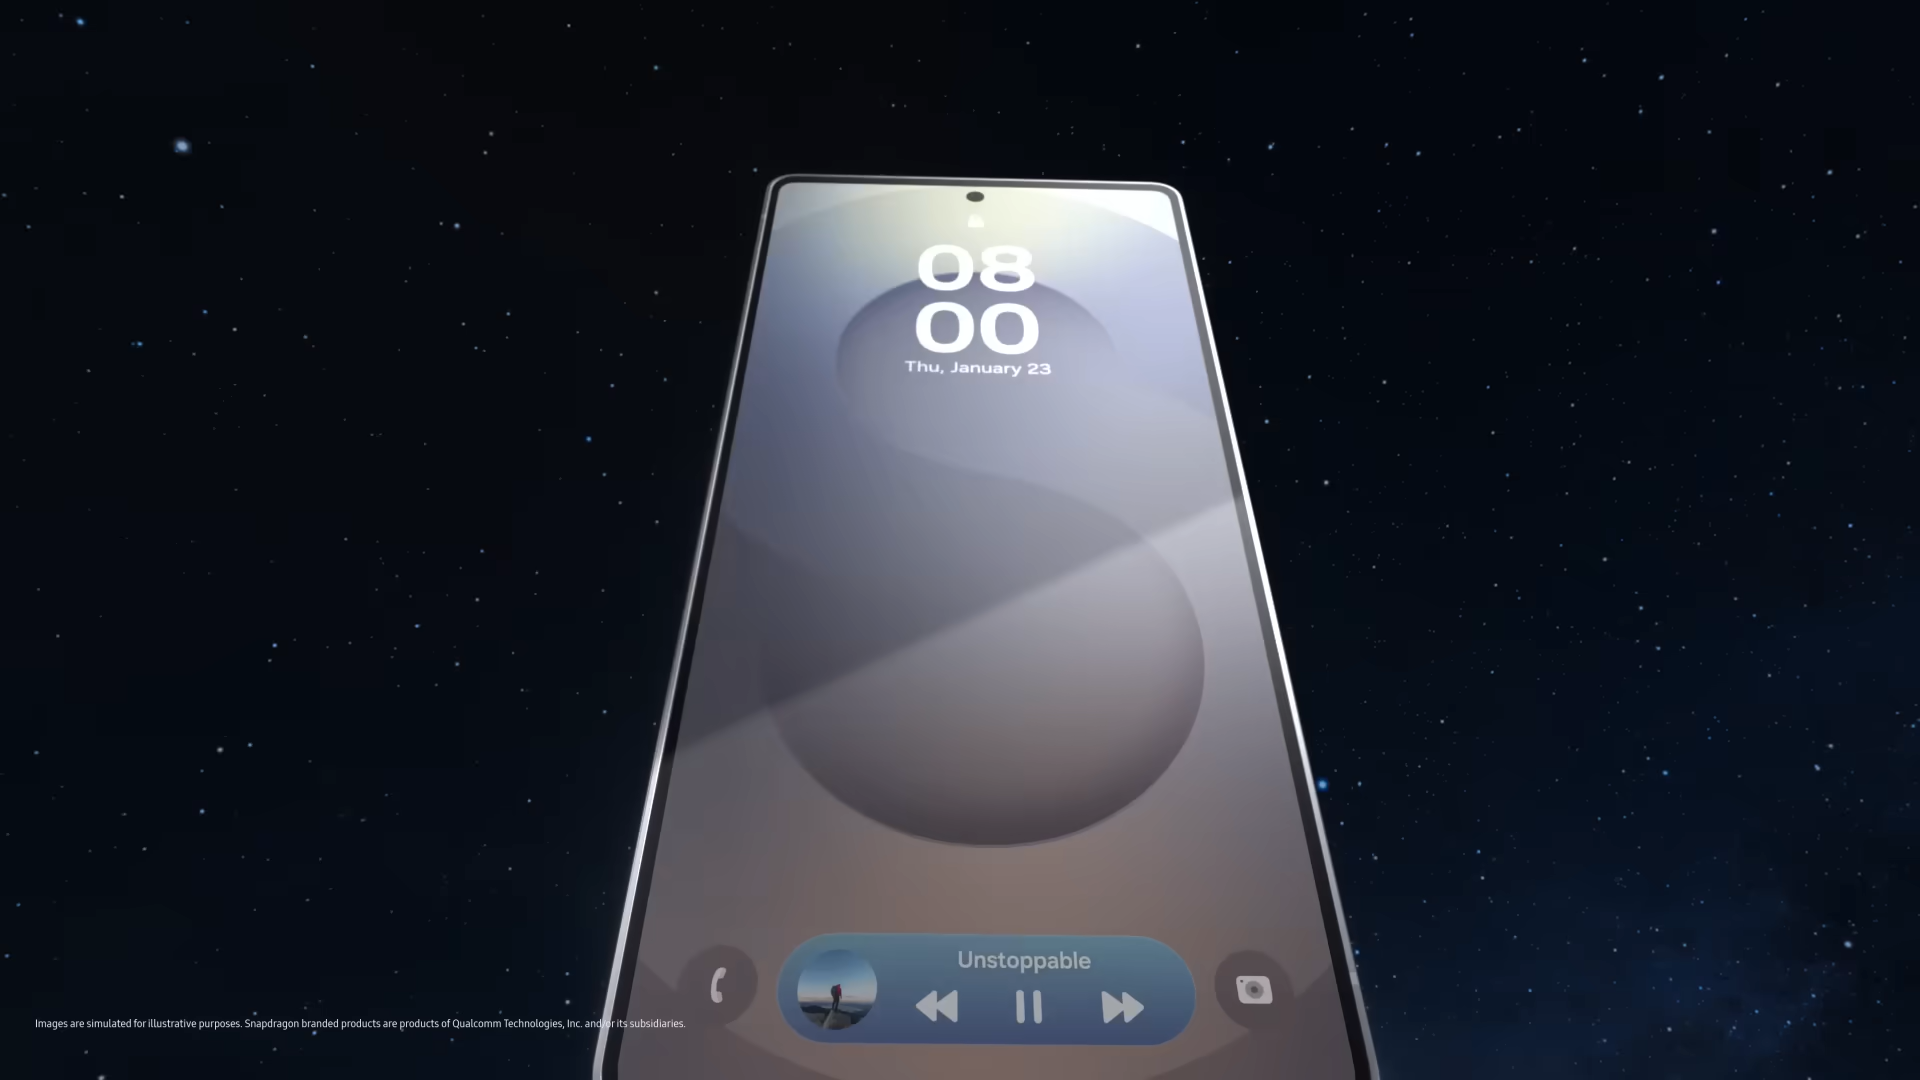 08
00
Thu, January 23
Unstoppable
Images are simulated for illustrative purposes. Snapdragon branded products are products of Qualcomm Technologies, Inc. and/or its subsidiaries.